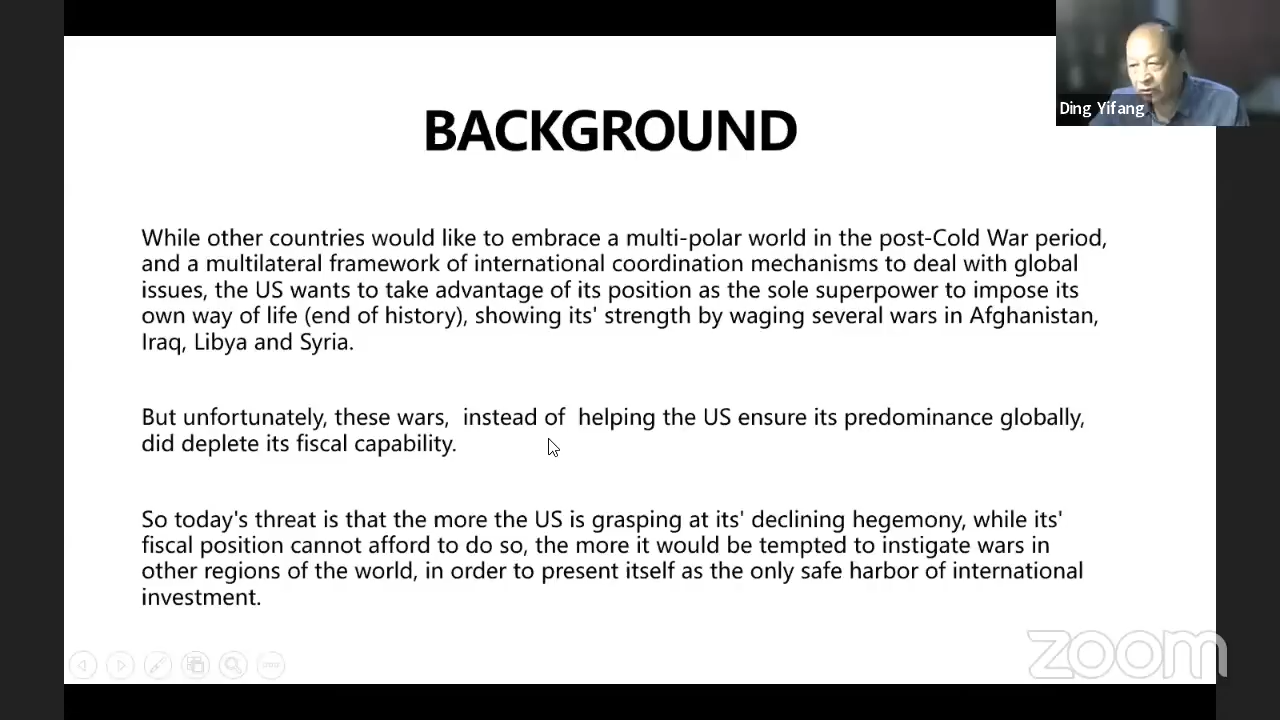 Ding Yifang
BACKGROUND
While other countries would like to embrace a multi-polar world in the post-Cold War period,
and a multilateral framework of international coordination mechanisms to deal with global
issues, the US wants to take advantage of its position as the sole superpower to impose its
own way of life (end of history), showing its' strength by waging several wars in Afghanistan,
Iraq, Libya and Syria.
But unfortunately, these wars,  instead of  helping the US ensure its predominance globally,
did deplete its fiscal capability.
So today's threat is that the more the US is grasping at its' declining hegemony, while its'
fiscal position cannot afford to do so, the more it would be tempted to instigate wars in
other regions of the world, in order to present itself as the only safe harbor of international
investment.
zoom